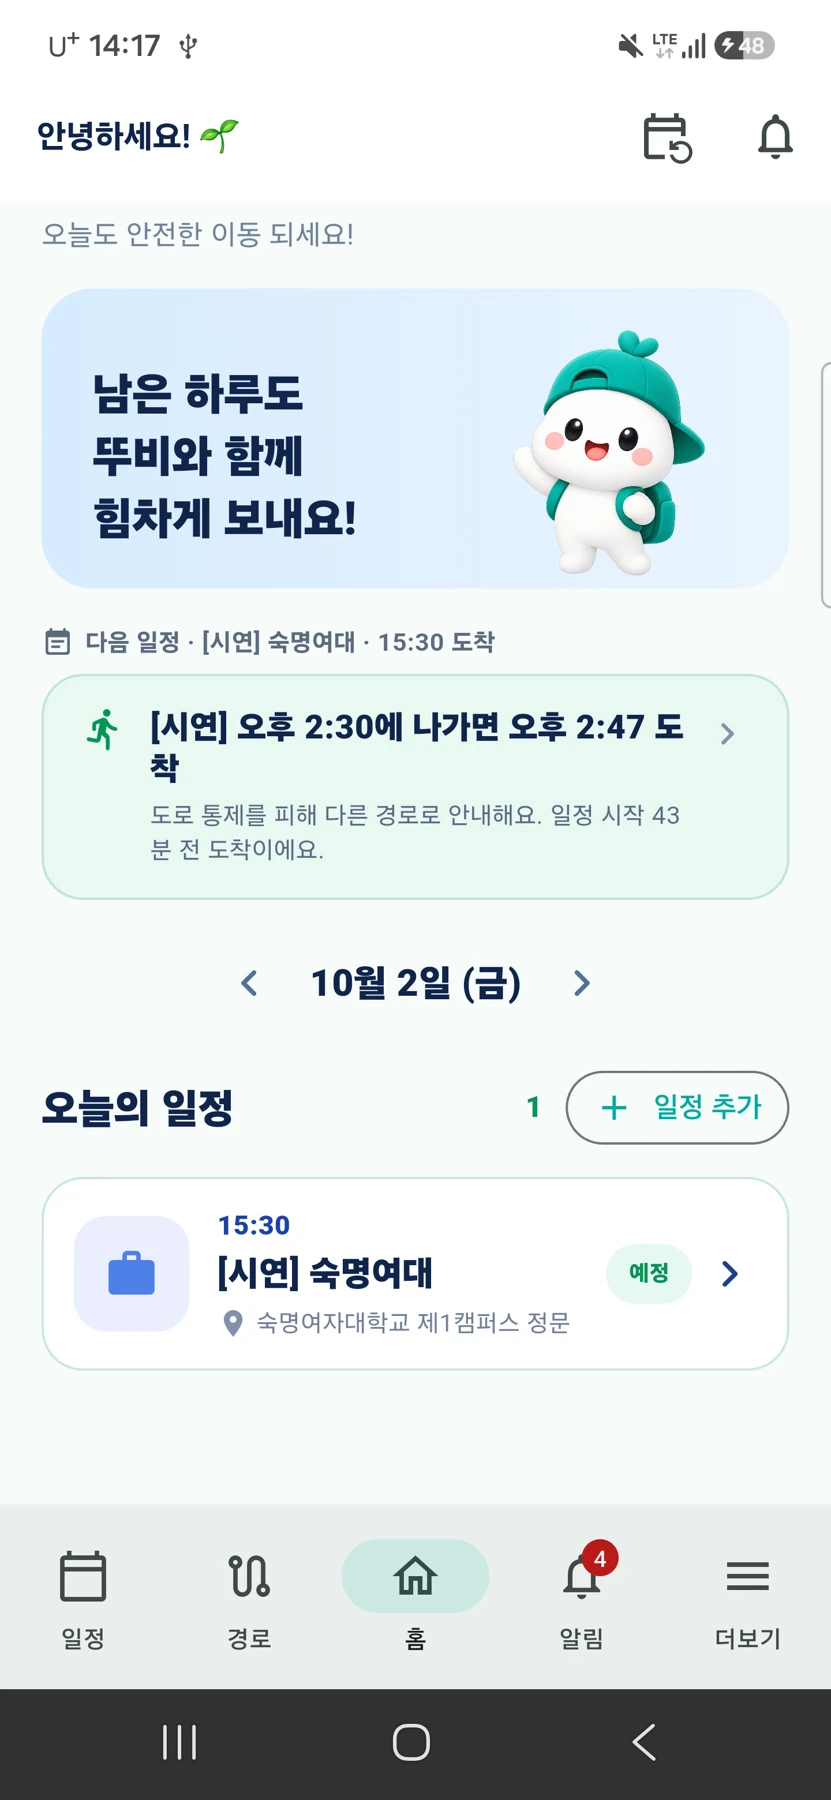 U+ 14:17
LTE 48
안녕하세요!
오늘도 안전한 이동 되세요!
남은 하루도
뚜비와 함께
힘차게 보내요!
다음 일정 · [시연] 숙명여대 · 15:30 도착
[시연] 오후 2:30에 나가면 오후 2:47 도
착
도로 통제를 피해 다른 경로로 안내해요. 일정 시작 43
분 전 도착이에요.
10월 2일 (금)
오늘의 일정
1
+ 일정 추가
15:30
[시연] 숙명여대
예정
숙명여자대학교 제1캠퍼스 정문
4
일정
경로
홈
알림
더보기